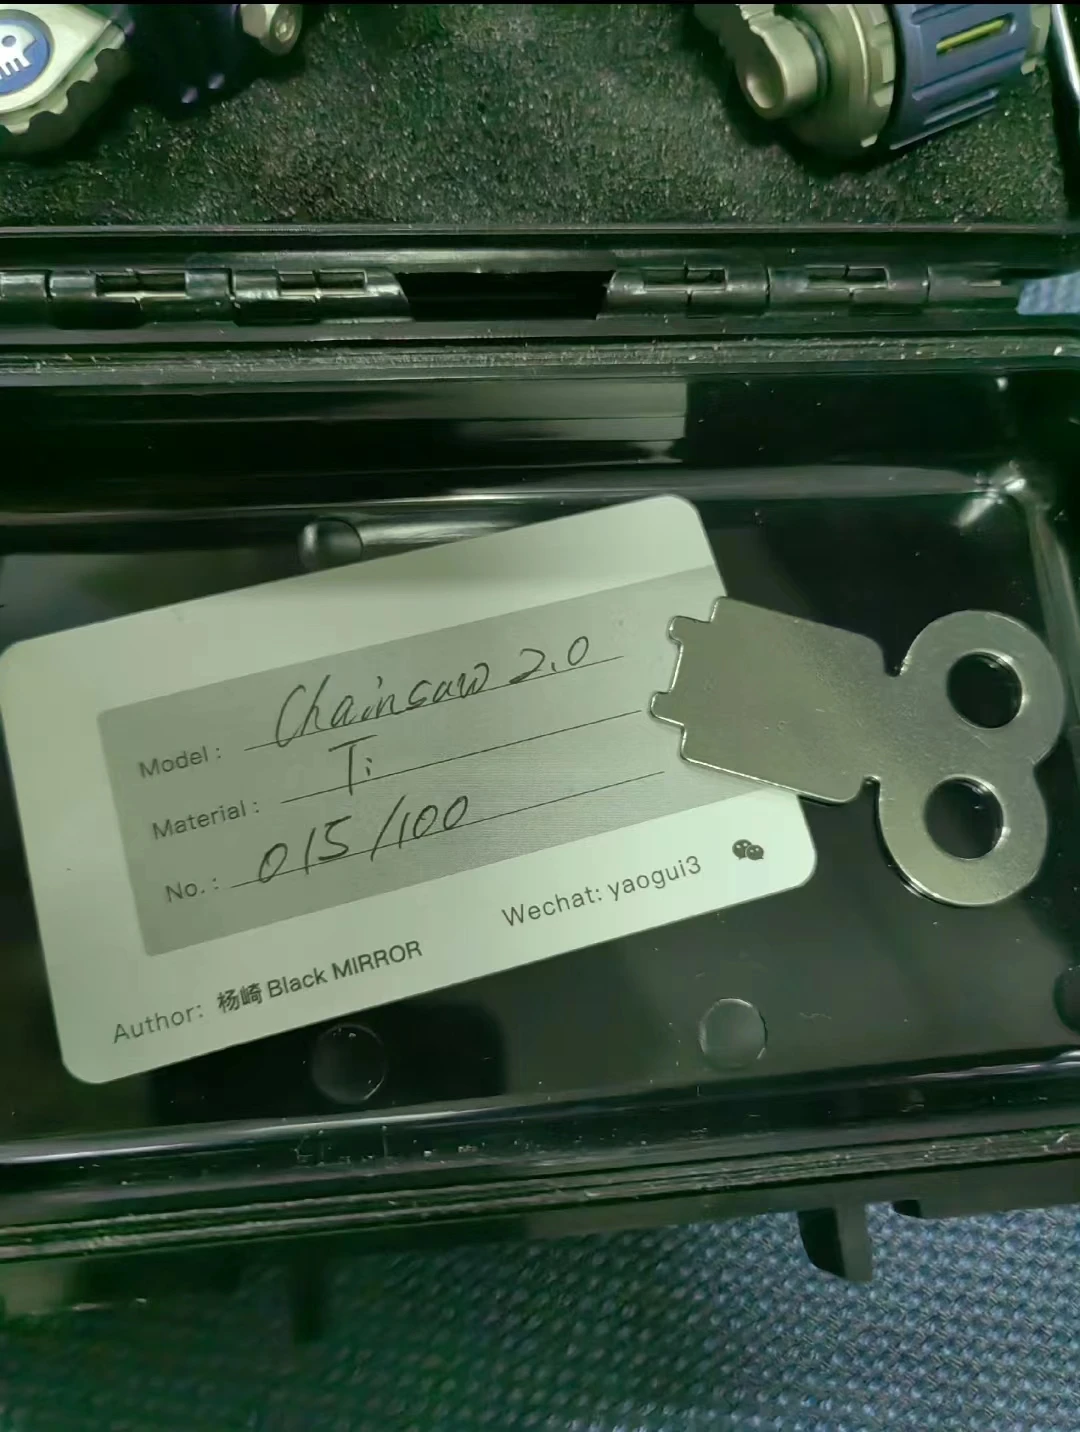 Model: Chainsaw 2.0
Material: Ti
No.: 015/100
Wechat: yaogui3
Author: 杨崎 Black MIRROR